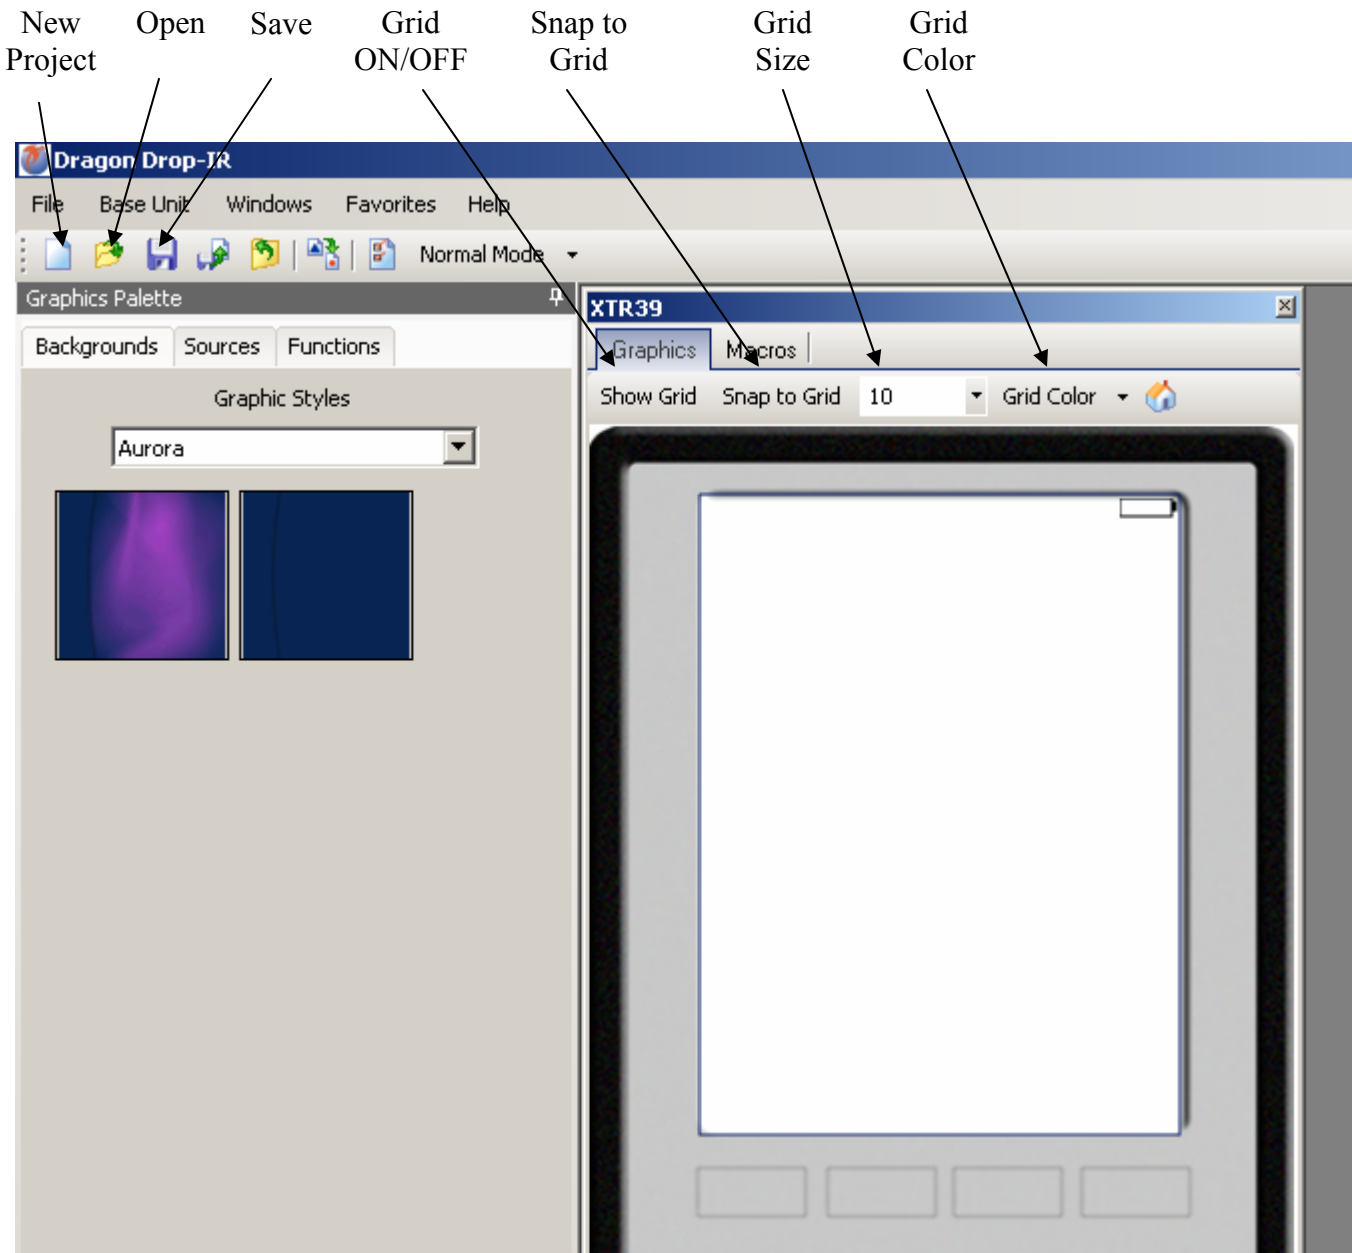 New Project
Open
Save
Grid ON/OFF
Snap to Grid
Grid Size
Grid Color
Dragon Drop-IR
File Base Unit Windows Favorites Help
Normal Mode
Graphics Palette
XTR39
Backgrounds Sources Functions
Graphics Macros
Graphic Styles
Show Grid Snap to Grid 10 Grid Color
Aurora